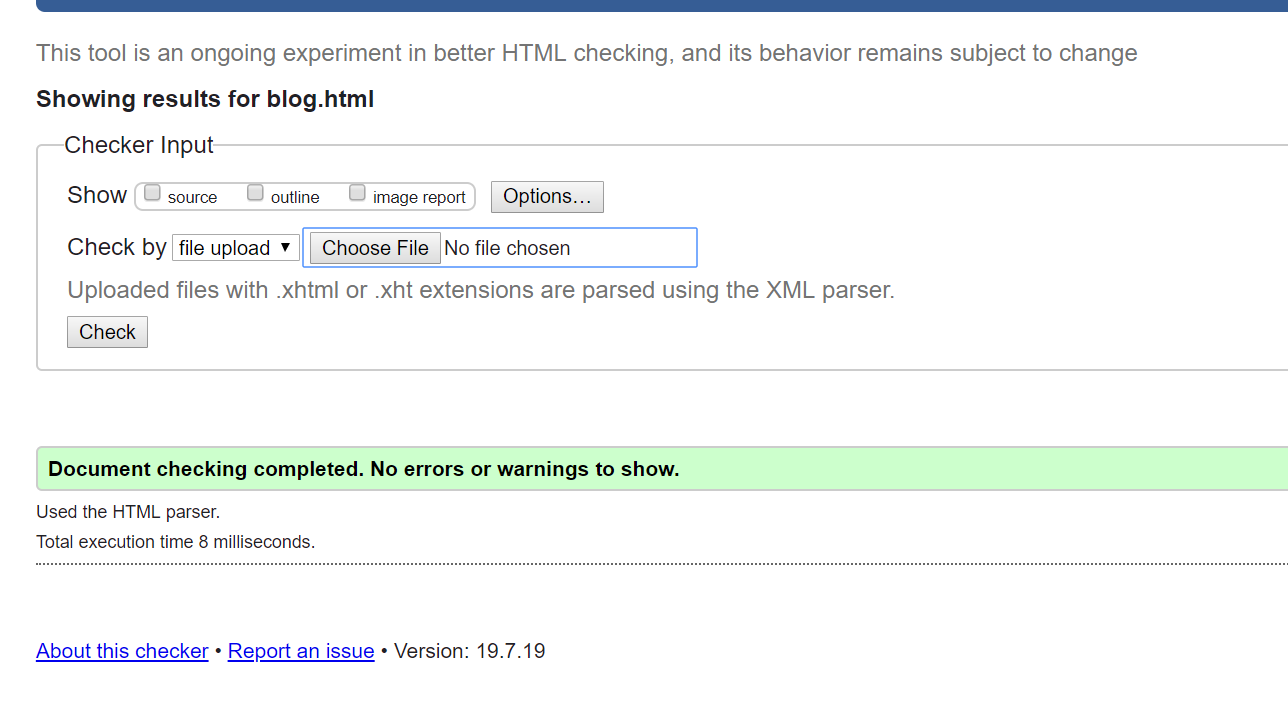 This tool is an ongoing experiment in better HTML checking, and its behavior remains subject to change
Showing results for blog.html
Checker Input
Show source outline image report Options…
Check by file upload ▼ Choose File No file chosen
Uploaded files with .xhtml or .xht extensions are parsed using the XML parser.
Check
Document checking completed. No errors or warnings to show.
Used the HTML parser.
Total execution time 8 milliseconds.
About this checker • Report an issue • Version: 19.7.19